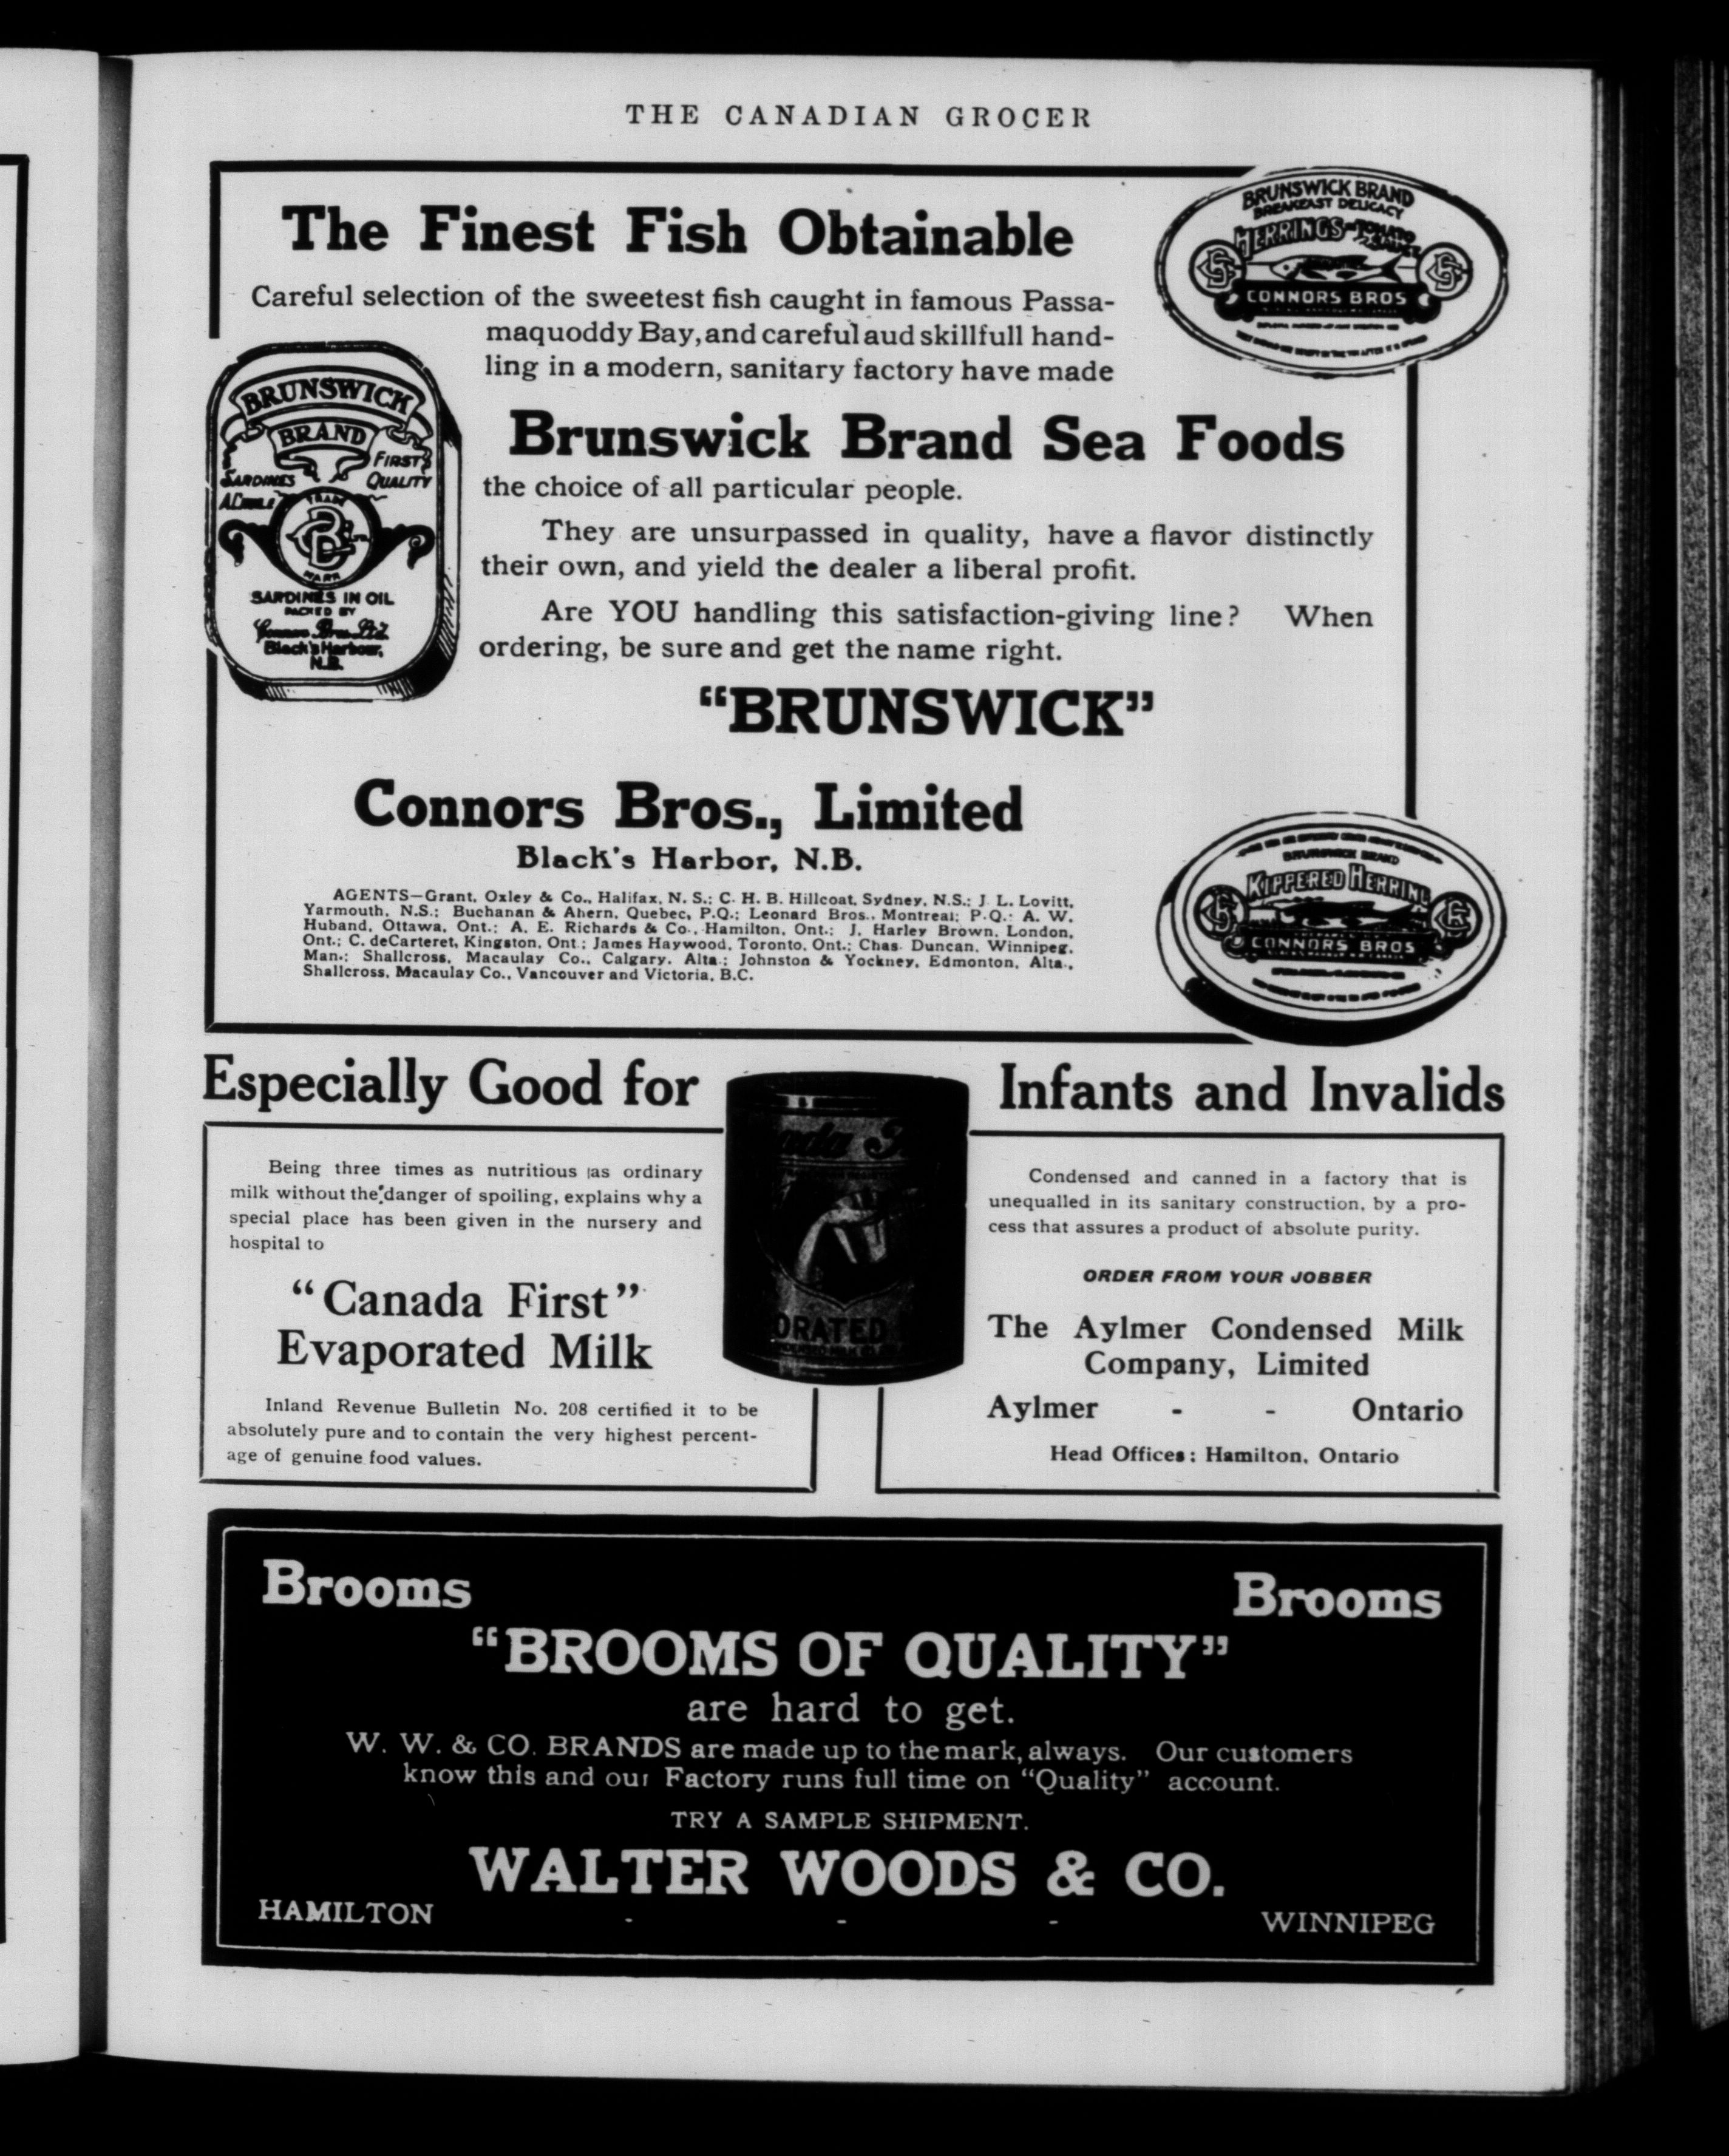 THE CANADIAN GROCER
The Finest Fish Obtainable
Careful selection of the sweetest fish caught in famous Passa-
maquoddy Bay, and careful aud skillfull hand-
ling in a modern, sanitary factory have made
Brunswick Brand Sea Foods
the choice of all particular people.
They are unsurpassed in quality, have a flavor distinctly
their own, and yield the dealer a liberal profit.
Are YOU handling this satisfaction-giving line? When
ordering, be sure and get the name right.
"BRUNSWICK"
Connors Bros., Limited
Black's Harbor, N.B.
AGENTS—Grant, Oxley & Co., Halifax, N. S.; C. H. B. Hillcoat, Sydney, N.S.; J. L. Lovitt,
Yarmouth, N.S.; Buchanan & Ahern, Quebec, P.Q.; Leonard Bros., Montreal; P.Q.; A. W.
Huband, Ottawa, Ont.; A. E. Richards & Co., Hamilton, Ont.; J. Harley Brown, London,
Ont.; C. deCarteret, Kingston, Ont.; James Haywood, Toronto, Ont.; Chas. Duncan, Winnipeg,
Man.; Shallcross, Macaulay Co., Calgary, Alta.; Johnston & Yockney, Edmonton, Alta.,
Shallcross, Macaulay Co., Vancouver and Victoria, B.C.
BRUNSWICK BRAND
BREAKFAST DELICACY
HERRINGS TOMATO
SAUCE
CONNORS BROS
BRUNSWICK
BRAND
FIRST
SARDINES
QUALITY
TRADE
MARK
SARDINES IN OIL
PACKED BY
Connors Bros. Ltd.
Black's Harbour,
N.B.
BRUNSWICK BRAND
KIPPERED HERRING
CONNORS BROS
Especially Good for
Infants and Invalids
Being three times as nutritious as ordinary
milk without the danger of spoiling, explains why a
special place has been given in the nursery and
hospital to
"Canada First"
Evaporated Milk
Inland Revenue Bulletin No. 208 certified it to be
absolutely pure and to contain the very highest percent-
age of genuine food values.
nada F
ORATED
Condensed and canned in a factory that is
unequalled in its sanitary construction, by a pro-
cess that assures a product of absolute purity.
ORDER FROM YOUR JOBBER
The Aylmer Condensed Milk
Company, Limited
Aylmer - - Ontario
Head Offices: Hamilton, Ontario
Brooms Brooms
"BROOMS OF QUALITY"
are hard to get.
W. W. & CO. BRANDS are made up to the mark, always. Our customers
know this and our Factory runs full time on "Quality" account.
TRY A SAMPLE SHIPMENT.
WALTER WOODS & CO.
HAMILTON - - - WINNIPEG